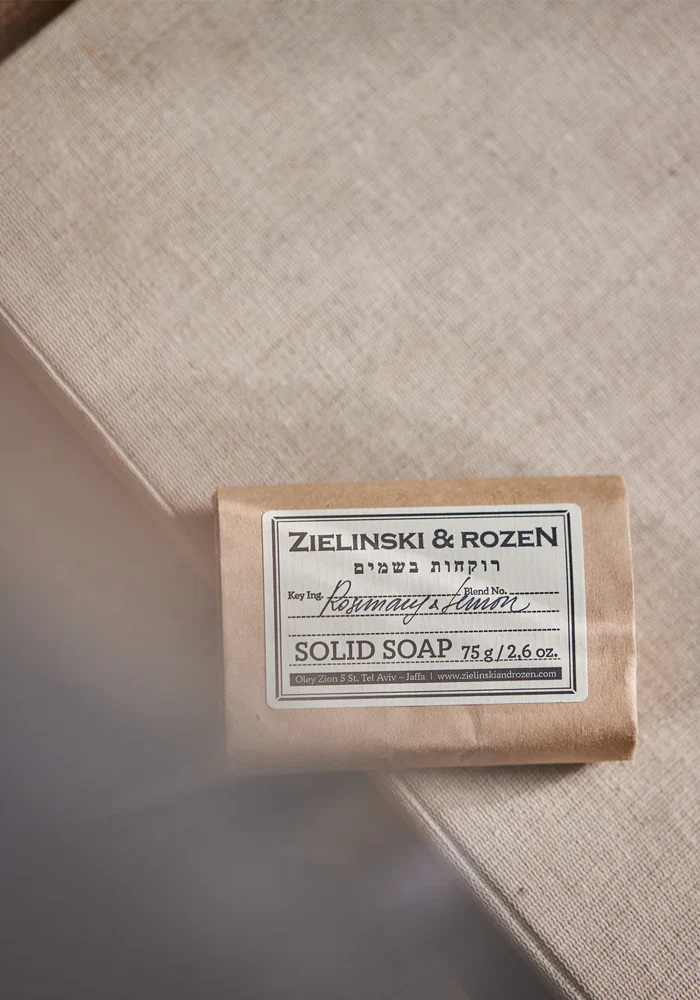 ZIELINSKI & ROZEN
רוקחות בשמים
Key Ing. Rosemary & Lemon Blend No.
SOLID SOAP 75 g / 2,6 oz.
Oley Zion 5 St. Tel Aviv - Jaffa | www.zielinskiandrozen.com